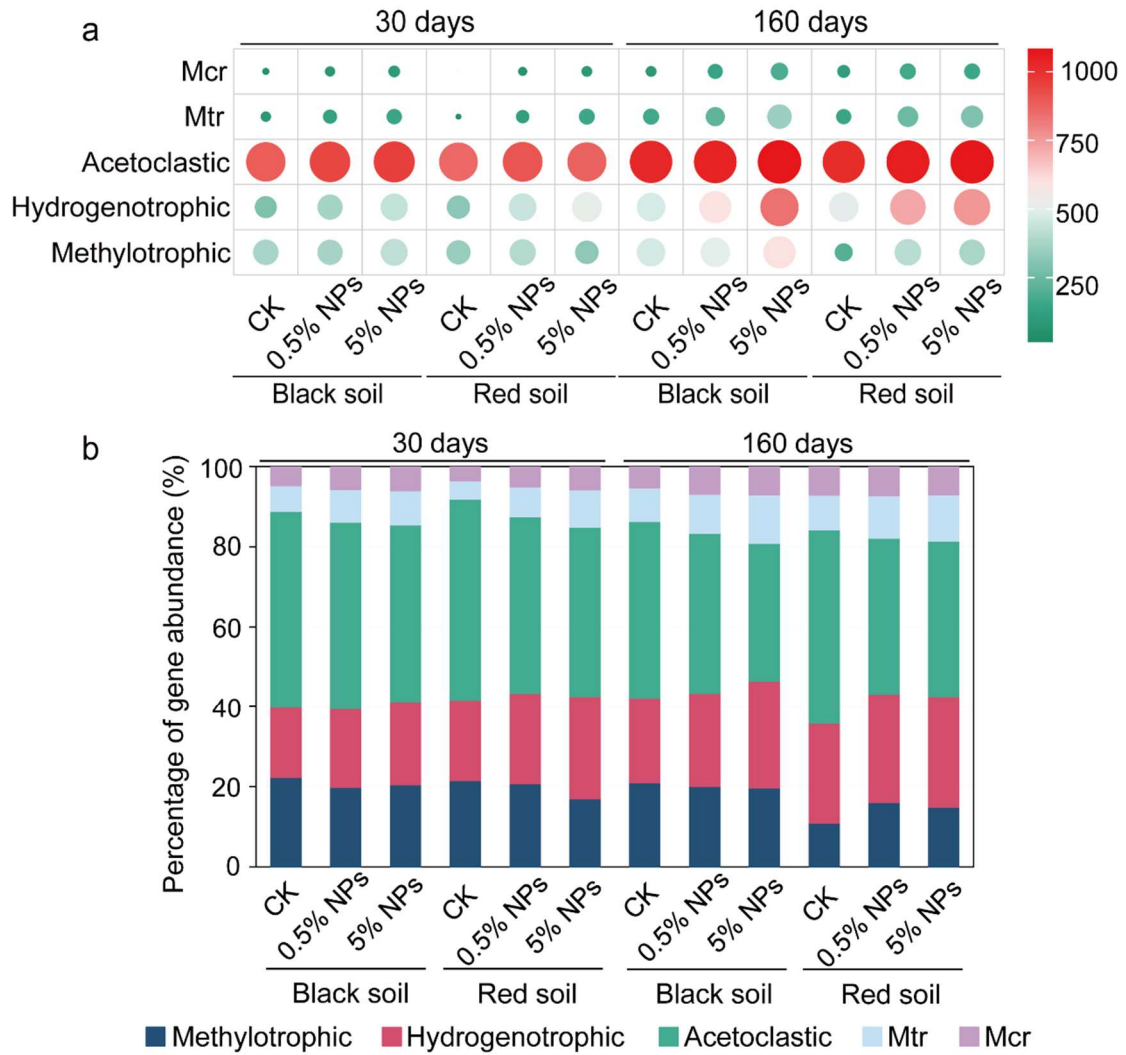 a
30 days 160 days
Mcr
Mtr
Acetoclastic
Hydrogenotrophic
Methylotrophic
1000
750
500
250
CK 0.5% NPs 5% NPs CK 0.5% NPs 5% NPs CK 0.5% NPs 5% NPs CK 0.5% NPs 5% NPs
Black soil Red soil Black soil Red soil
b
30 days 160 days
Percentage of gene abundance (%)
100
80
60
40
20
0
CK 0.5% NPs 5% NPs CK 0.5% NPs 5% NPs CK 0.5% NPs 5% NPs CK 0.5% NPs 5% NPs
Black soil Red soil Black soil Red soil
Methylotrophic Hydrogenotrophic Acetoclastic Mtr Mcr